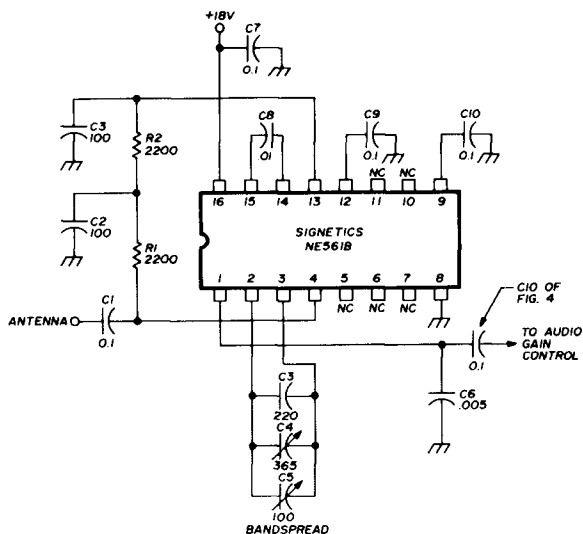 +18V
C7
0.1
C3
100
R2
2200
C8
.01
C9
0.1
C10
0.1
NC
NC
16
15
14
13
12
11
10
9
C2
100
SIGNETICS
NE561B
R1
2200
1
2
3
4
5
6
7
8
NC
NC
NC
C10 OF
FIG. 4
ANTENNA
C1
0.1
0.1
TO AUDIO
GAIN
CONTROL
C3
220
C4
365
C5
100
BANDSPREAD
C6
.005